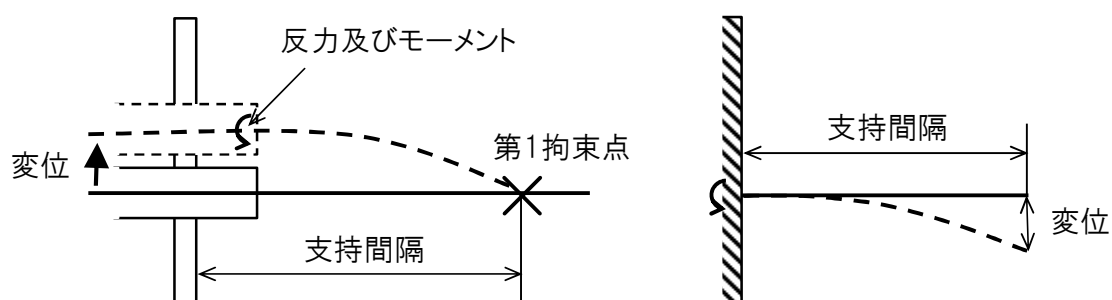 反力及びモーメント
変位
第1拘束点
支持間隔
支持間隔
変位